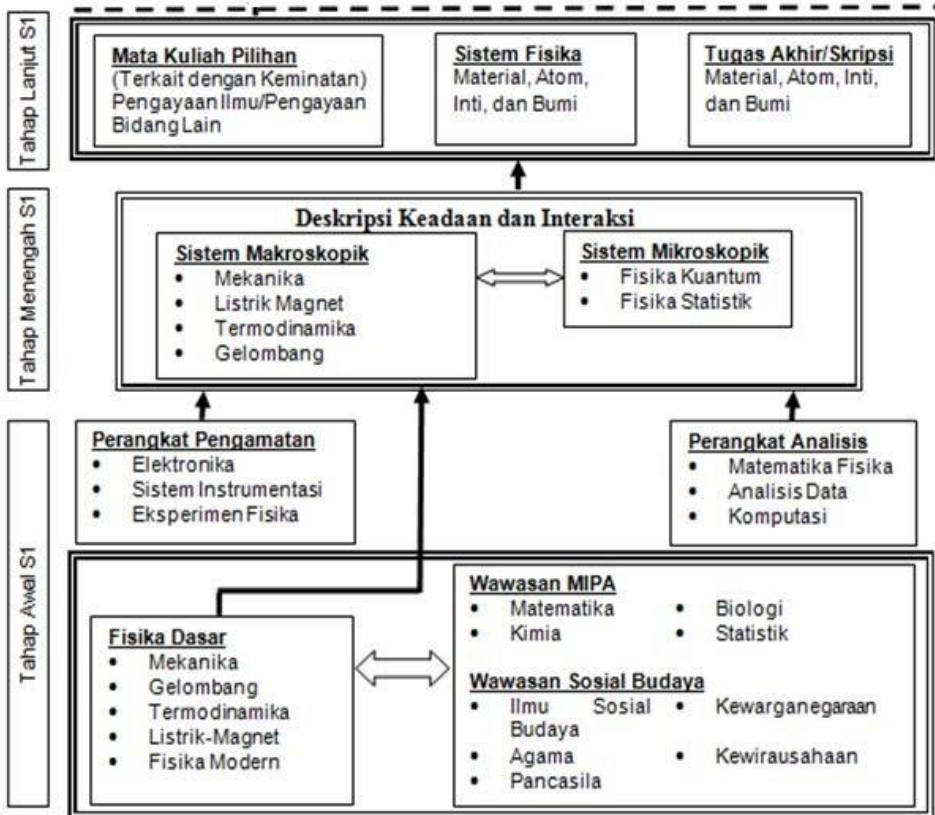 Tahap Lanjut S1
Mata Kuliah Pilihan
(Terkait dengan Keminatan)
Pengayaan Ilmu/Pengayaan
Bidang Lain
Sistem Fisika
Material, Atom,
Inti, dan Bumi
Tugas Akhir/Skripsi
Material, Atom, Inti,
dan Bumi
Tahap Menengah S1
Deskripsi Keadaan dan Interaksi
Sistem Makroskopik
• Mekanika
• Listrik Magnet
• Termodinamika
• Gelombang
Sistem Mikroskopik
• Fisika Kuantum
• Fisika Statistik
Tahap Awal S1
Perangkat Pengamatan
• Elektronika
• Sistem Instrumentasi
• Eksperimen Fisika
Perangkat Analisis
• Matematika Fisika
• Analisis Data
• Komputasi
Fisika Dasar
• Mekanika
• Gelombang
• Termodinamika
• Listrik-Magnet
• Fisika Modern
Wawasan MIPA
• Matematika • Biologi
• Kimia • Statistik
Wawasan Sosial Budaya
• Ilmu Sosial • Kewarganegaraan
Budaya
• Agama • Kewirausahaan
• Pancasila